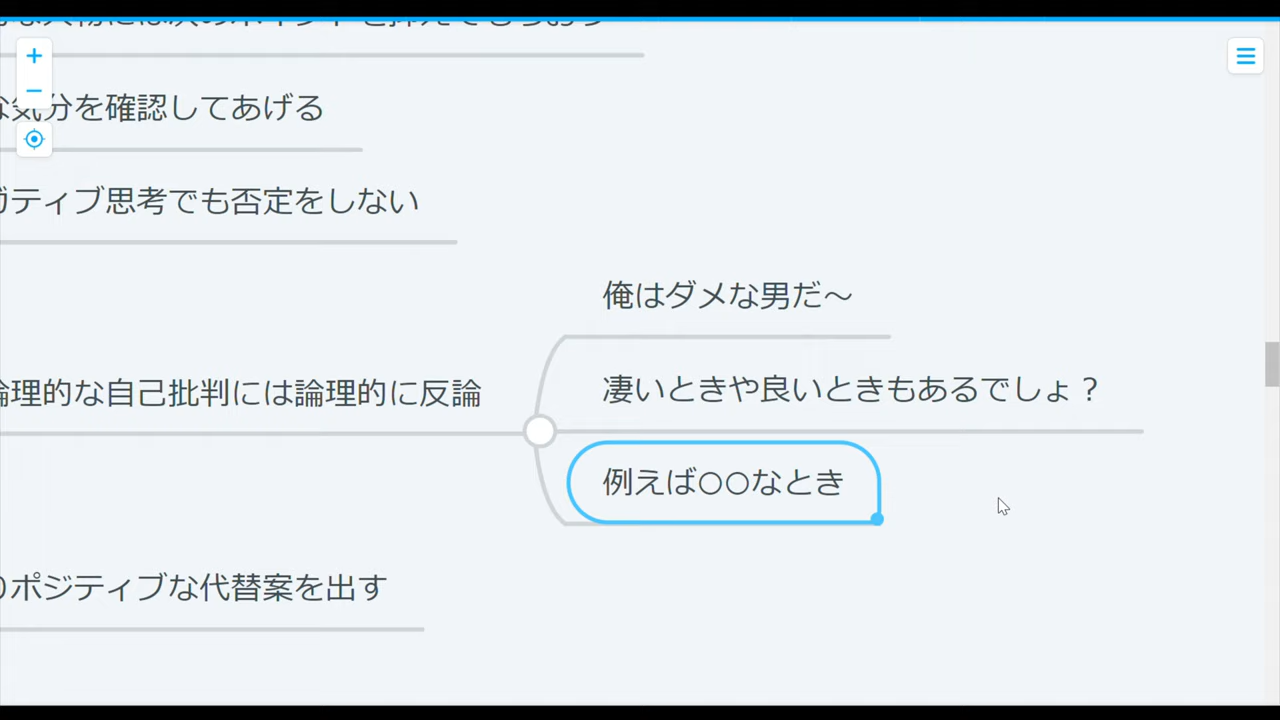 な気分を確認してあげる
ガティブ思考でも否定をしない
俺はダメな男だ～
論理的な自己批判には論理的に反論
凄いときや良いときもあるでしょ？
例えば○○なとき
ポジティブな代替案を出す